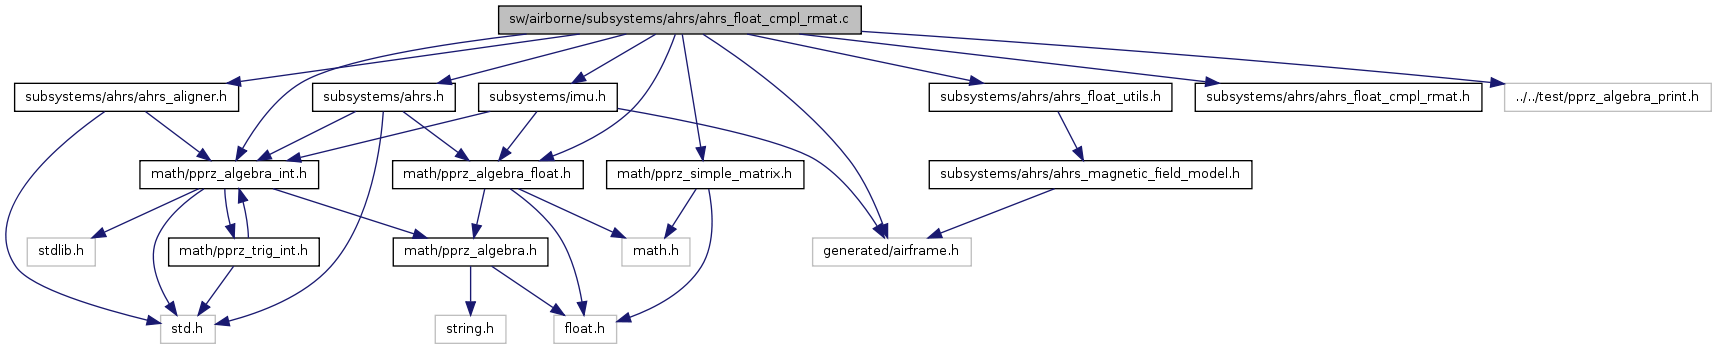 sw/airborne/subsystems/ahrs/ahrs_float_cmpl_rmat.c
subsystems/ahrs/ahrs_aligner.h
subsystems/ahrs.h
subsystems/imu.h
subsystems/ahrs/ahrs_float_utils.h
subsystems/ahrs/ahrs_float_cmpl_rmat.h
../../test/pprz_algebra_print.h
math/pprz_algebra_int.h
math/pprz_algebra_float.h
math/pprz_simple_matrix.h
subsystems/ahrs/ahrs_magnetic_field_model.h
stdlib.h
math/pprz_trig_int.h
math/pprz_algebra.h
math.h
generated/airframe.h
std.h
string.h
float.h